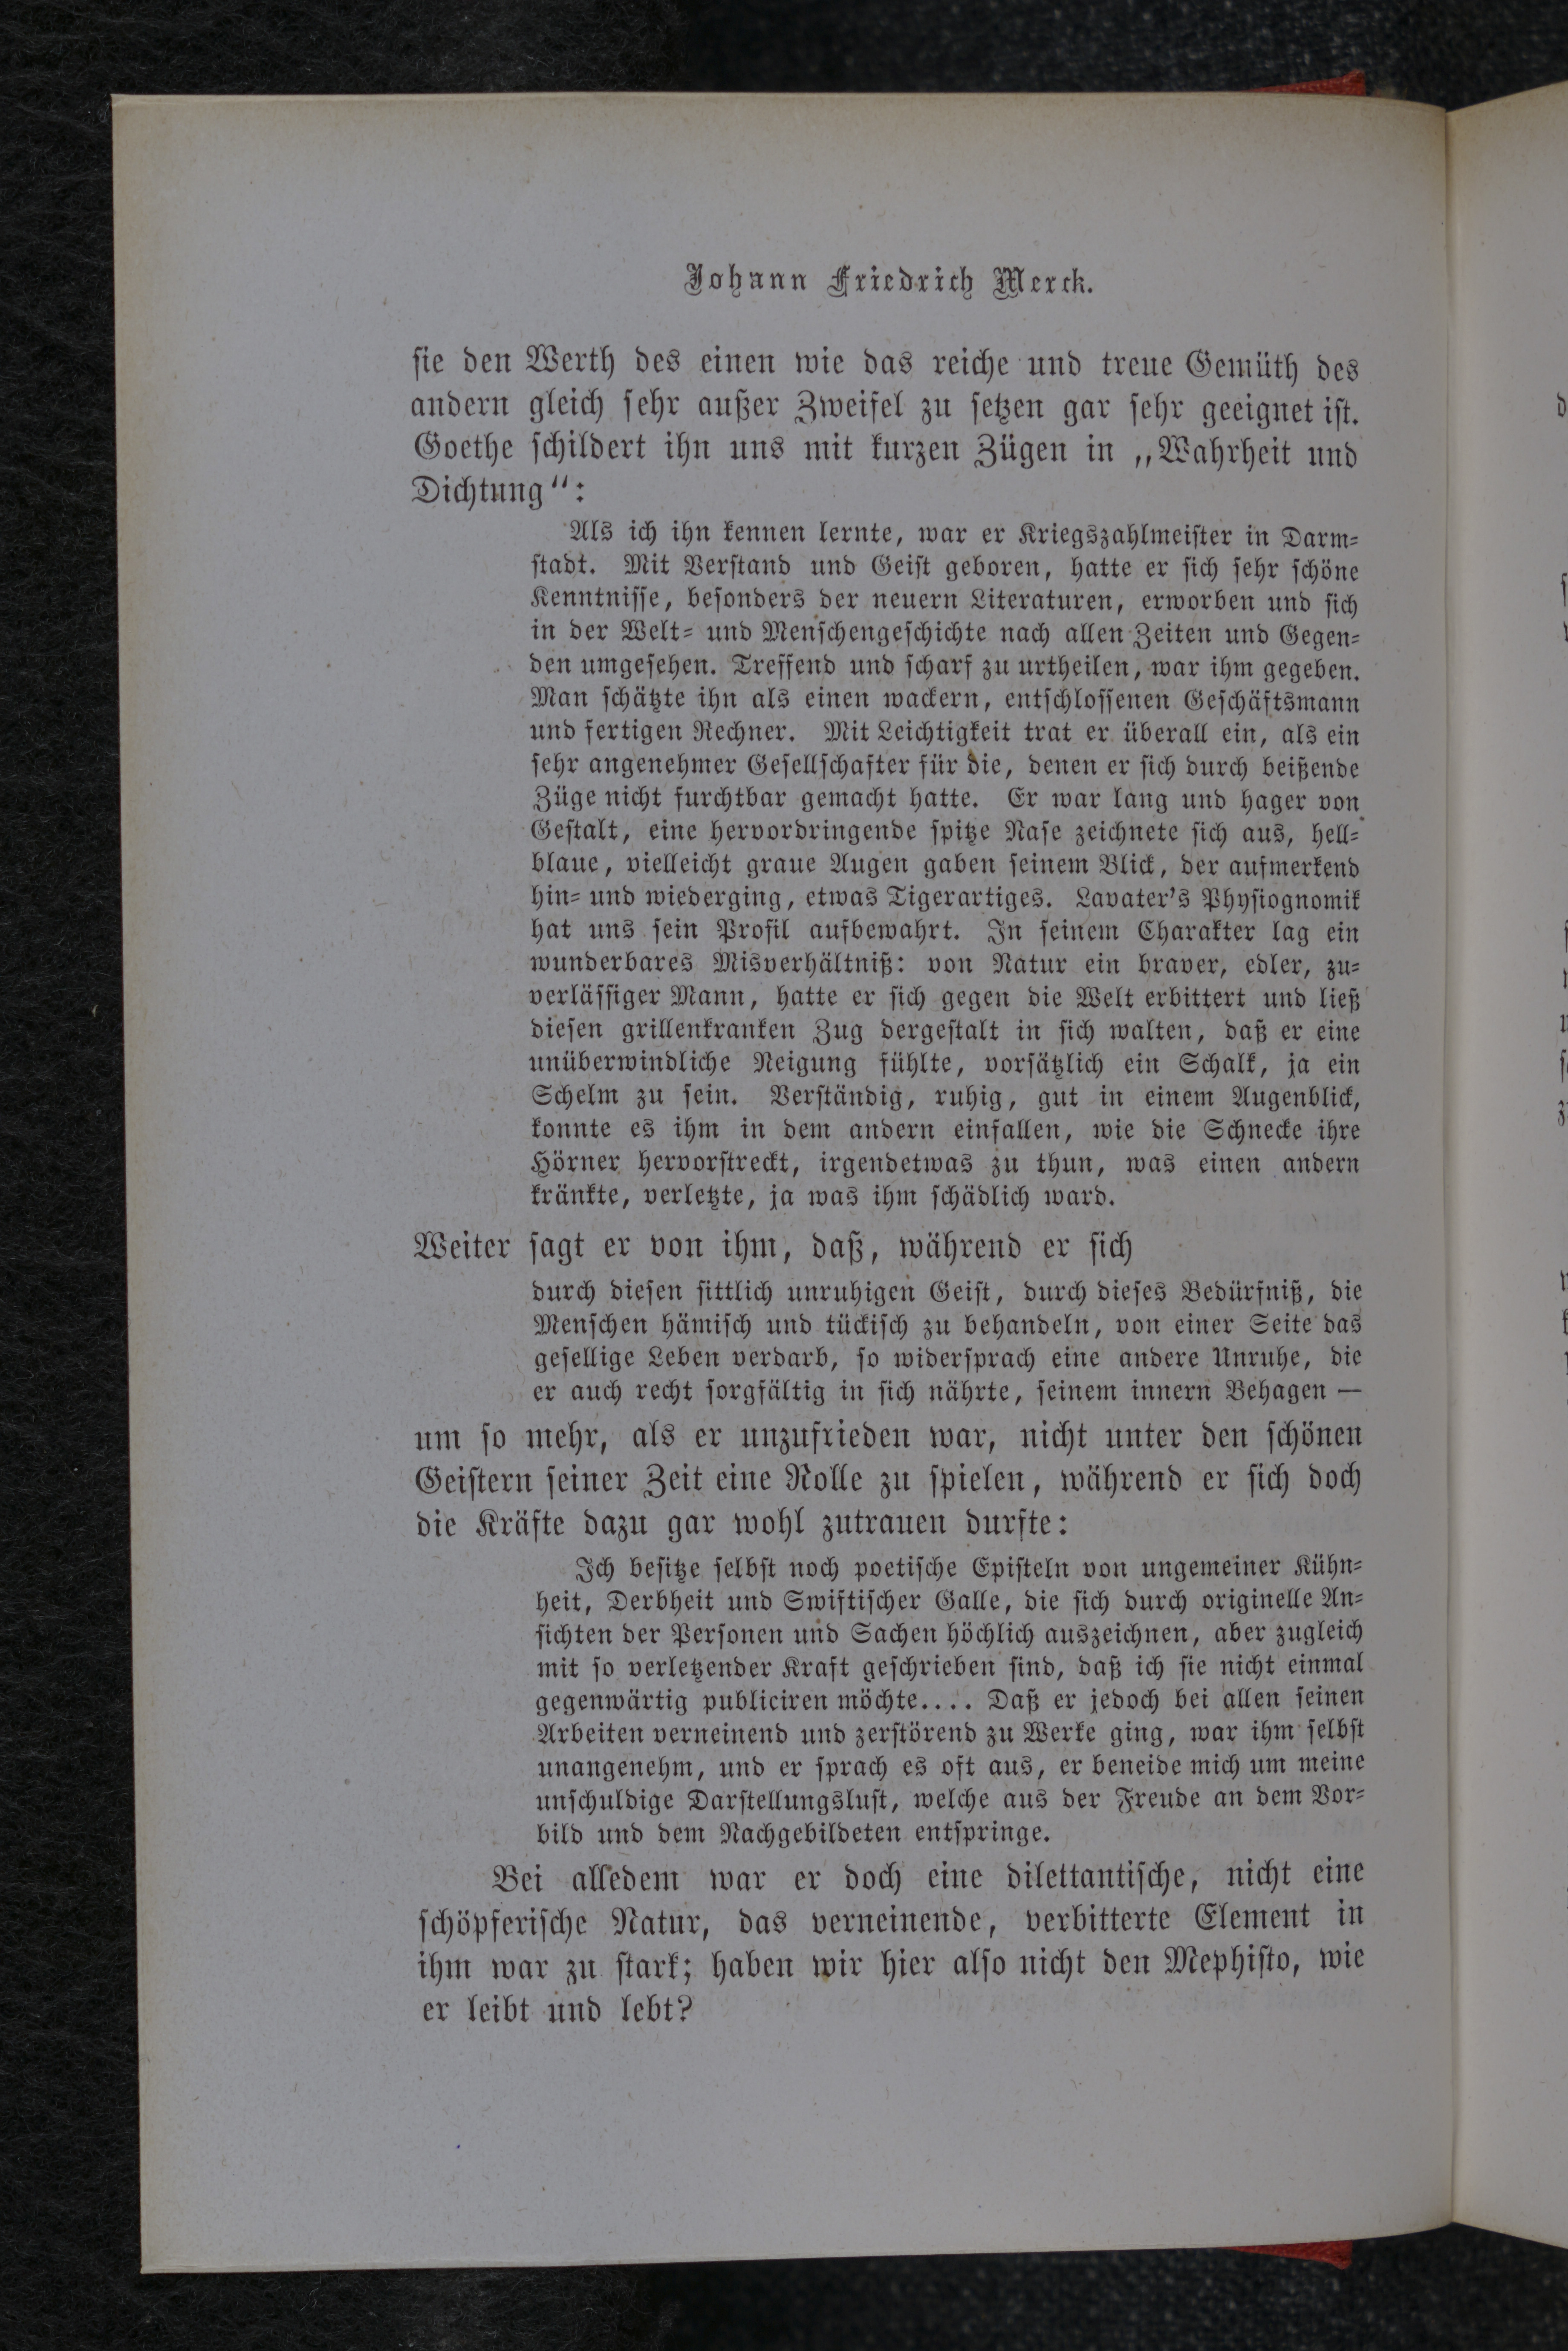 Johann Friedrich Merck.
sie den Werth des einen wie das reiche und treue Gemüth des
andern gleich sehr außer Zweifel zu setzen gar sehr geeignet ist.
Goethe schildert ihn uns mit kurzen Zügen in „Wahrheit und
Dichtung“:
Als ich ihn kennen lernte, war er Kriegszahlmeister in Darm-
stadt. Mit Verstand und Geist geboren, hatte er sich sehr schöne
Kenntnisse, besonders der neuern Literaturen, erworben und sich
in der Welt- und Menschengeschichte nach allen Zeiten und Gegen-
den umgesehen. Treffend und scharf zu urtheilen, war ihm gegeben.
Man schätzte ihn als einen wackern, entschlossenen Geschäftsmann
und fertigen Rechner. Mit Leichtigkeit trat er überall ein, als ein
sehr angenehmer Gesellschafter für die, denen er sich durch beißende
Züge nicht furchtbar gemacht hatte. Er war lang und hager von
Gestalt, eine hervordringende spitze Nase zeichnete sich aus, hell-
blaue, vielleicht graue Augen gaben seinem Blick, der aufmerkend
hin- und wiederging, etwas Tigerartiges. Lavater's Physiognomik
hat uns sein Profil aufbewahrt. In seinem Charakter lag ein
wunderbares Misverhältniß: von Natur ein braver, edler, zu-
verlässiger Mann, hatte er sich gegen die Welt erbittert und ließ
diesen grillenkranken Zug dergestalt in sich walten, daß er eine
unüberwindliche Neigung fühlte, vorsätzlich ein Schalk, ja ein
Schelm zu sein. Verständig, ruhig, gut in einem Augenblick,
konnte es ihm in dem andern einfallen, wie die Schnecke ihre
Hörner hervorstreckt, irgendetwas zu thun, was einen andern
kränkte, verletzte, ja was ihm schädlich ward.
Weiter sagt er von ihm, daß, während er sich
durch diesen sittlich unruhigen Geist, durch dieses Bedürfniß, die
Menschen hämisch und tückisch zu behandeln, von einer Seite das
gesellige Leben verdarb, so widersprach eine andere Unruhe, die
er auch recht sorgfältig in sich nährte, seinem innern Behagen —
um so mehr, als er unzufrieden war, nicht unter den schönen
Geistern seiner Zeit eine Rolle zu spielen, während er sich doch
die Kräfte dazu gar wohl zutrauen durfte:
Ich besitze selbst noch poetische Episteln von ungemeiner Kühn-
heit, Derbheit und Swiftischer Galle, die sich durch originelle An-
sichten der Personen und Sachen höchlich auszeichnen, aber zugleich
mit so verletzender Kraft geschrieben sind, daß ich sie nicht einmal
gegenwärtig publiciren möchte.... Daß er jedoch bei allen seinen
Arbeiten verneinend und zerstörend zu Werke ging, war ihm selbst
unangenehm, und er sprach es oft aus, er beneide mich um meine
unschuldige Darstellungslust, welche aus der Freude an dem Vor-
bild und dem Nachgebildeten entspringe.
Bei alledem war er doch eine dilettantische, nicht eine
schöpferische Natur, das verneinende, verbitterte Element in
ihm war zu stark; haben wir hier also nicht den Mephisto, wie
er leibt und lebt?